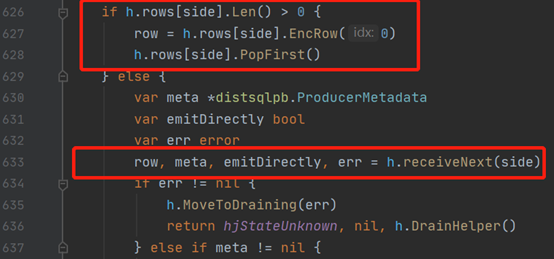 626 if h.rows[side].Len() > 0 {
627 row = h.rows[side].EncRow( idx: 0)
628 h.rows[side].PopFirst()
629 } else {
630 var meta *distsqlpb.ProducerMetadata
631 var emitDirectly bool
632 var err error
633 row, meta, emitDirectly, err = h.receiveNext(side)
634 if err != nil {
635 h.MoveToDraining(err)
636 return hjStateUnknown, nil, h.DrainHelper()
637 } else if meta != nil {